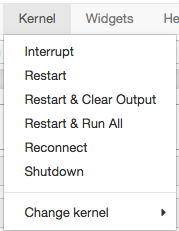 Kernel Widgets He
Interrupt
Restart
Restart & Clear Output
Restart & Run All
Reconnect
Shutdown
Change kernel